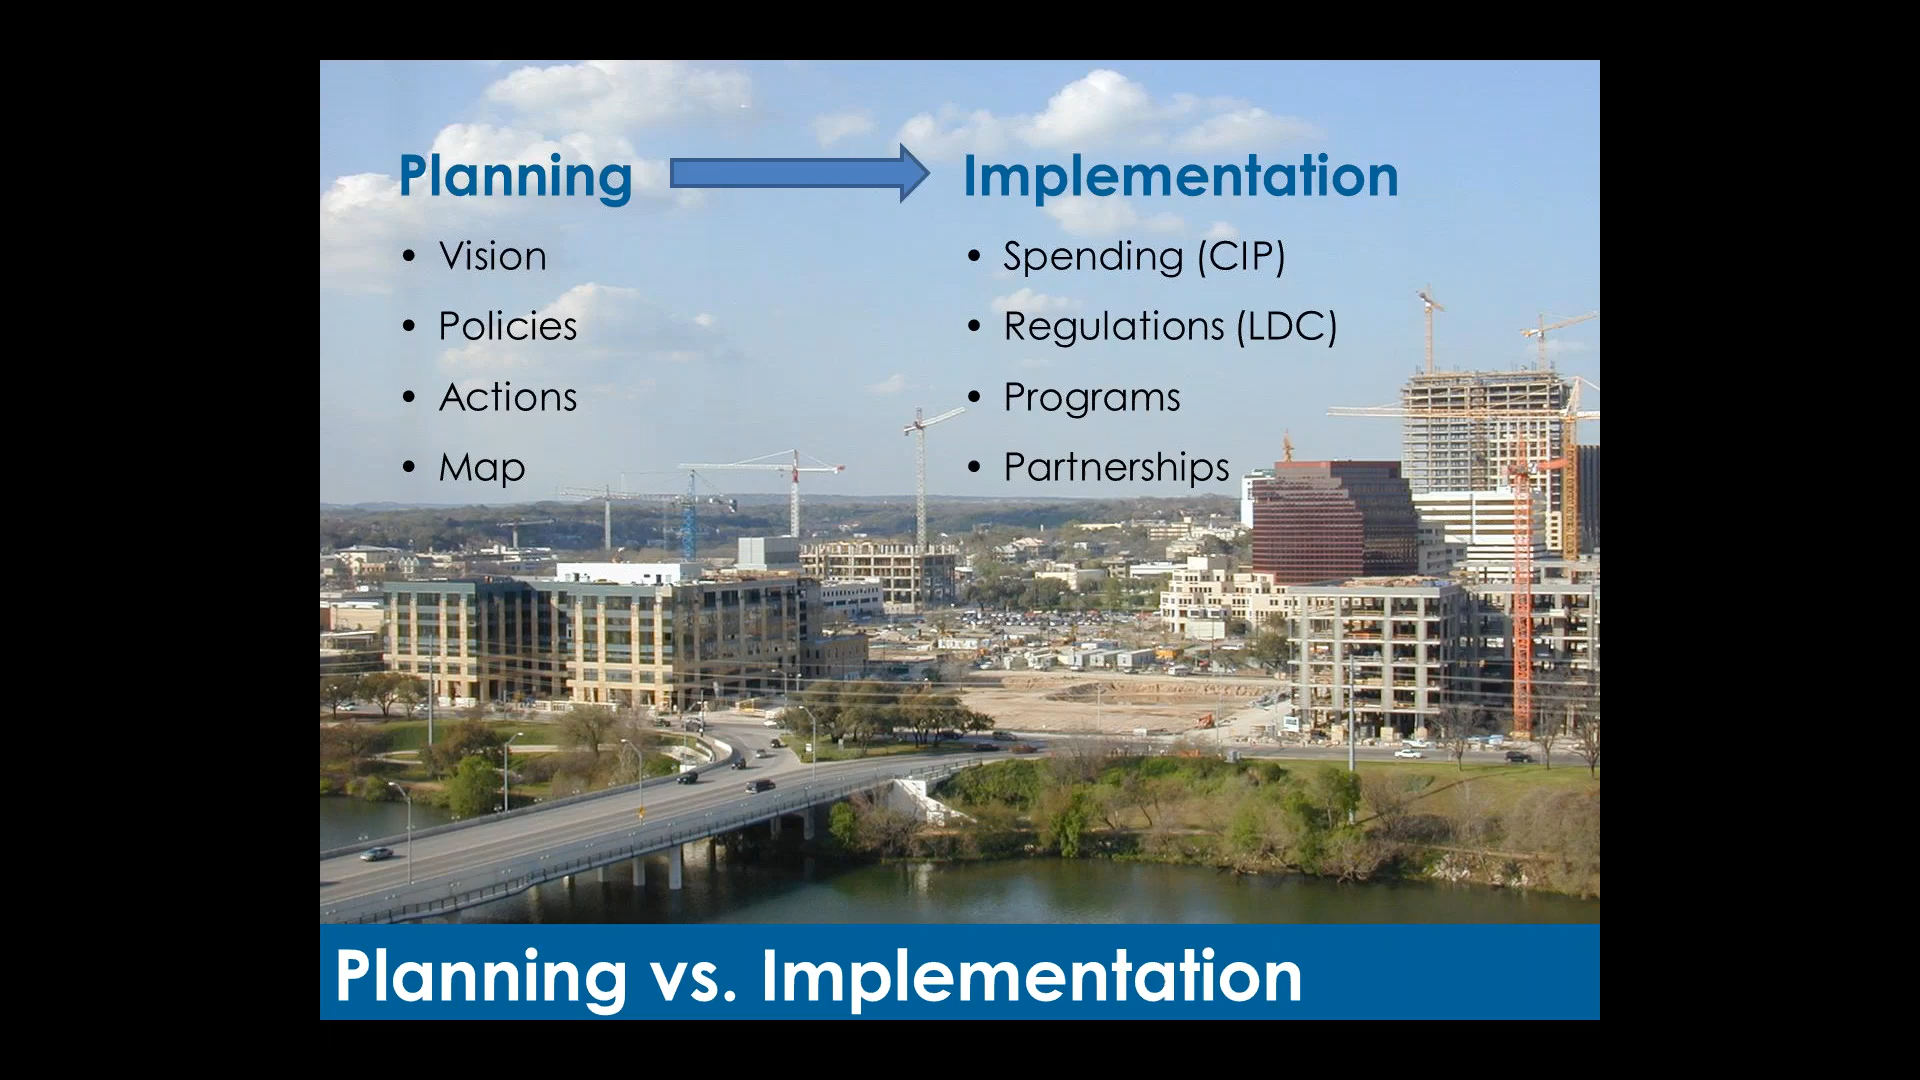 Planning
• Vision
• Policies
• Actions
• Map
Implementation
• Spending (CIP)
• Regulations (LDC)
• Programs
• Partnerships
Planning vs. Implementation